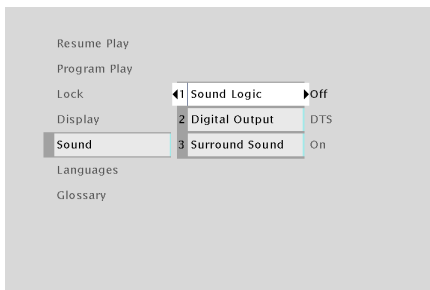 Resume Play
Program Play
Lock
1 Sound Logic Off
Display
2 Digital Output DTS
Sound
3 Surround Sound On
Languages
Glossary